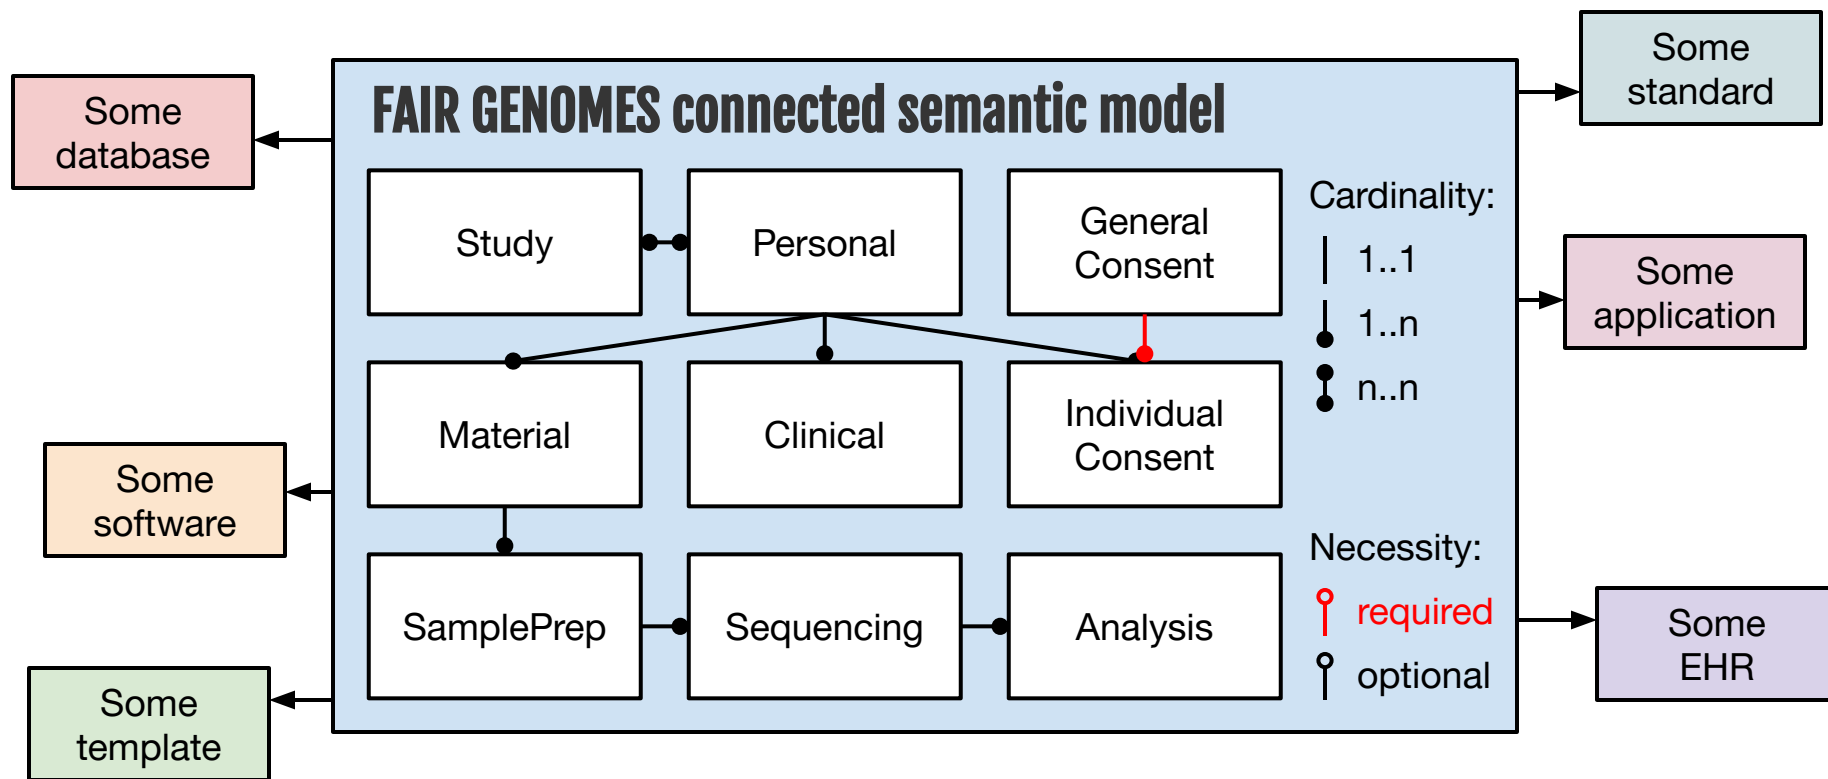 FAIR GENOMES connected semantic model
Some
database
Some
software
Some
template
Study
Personal
General
Consent
Material
Clinical
Individual
Consent
SamplePrep
Sequencing
Analysis
Cardinality:
1..1
1..n
n..n
Necessity:
required
optional
Some
standard
Some
application
Some
EHR